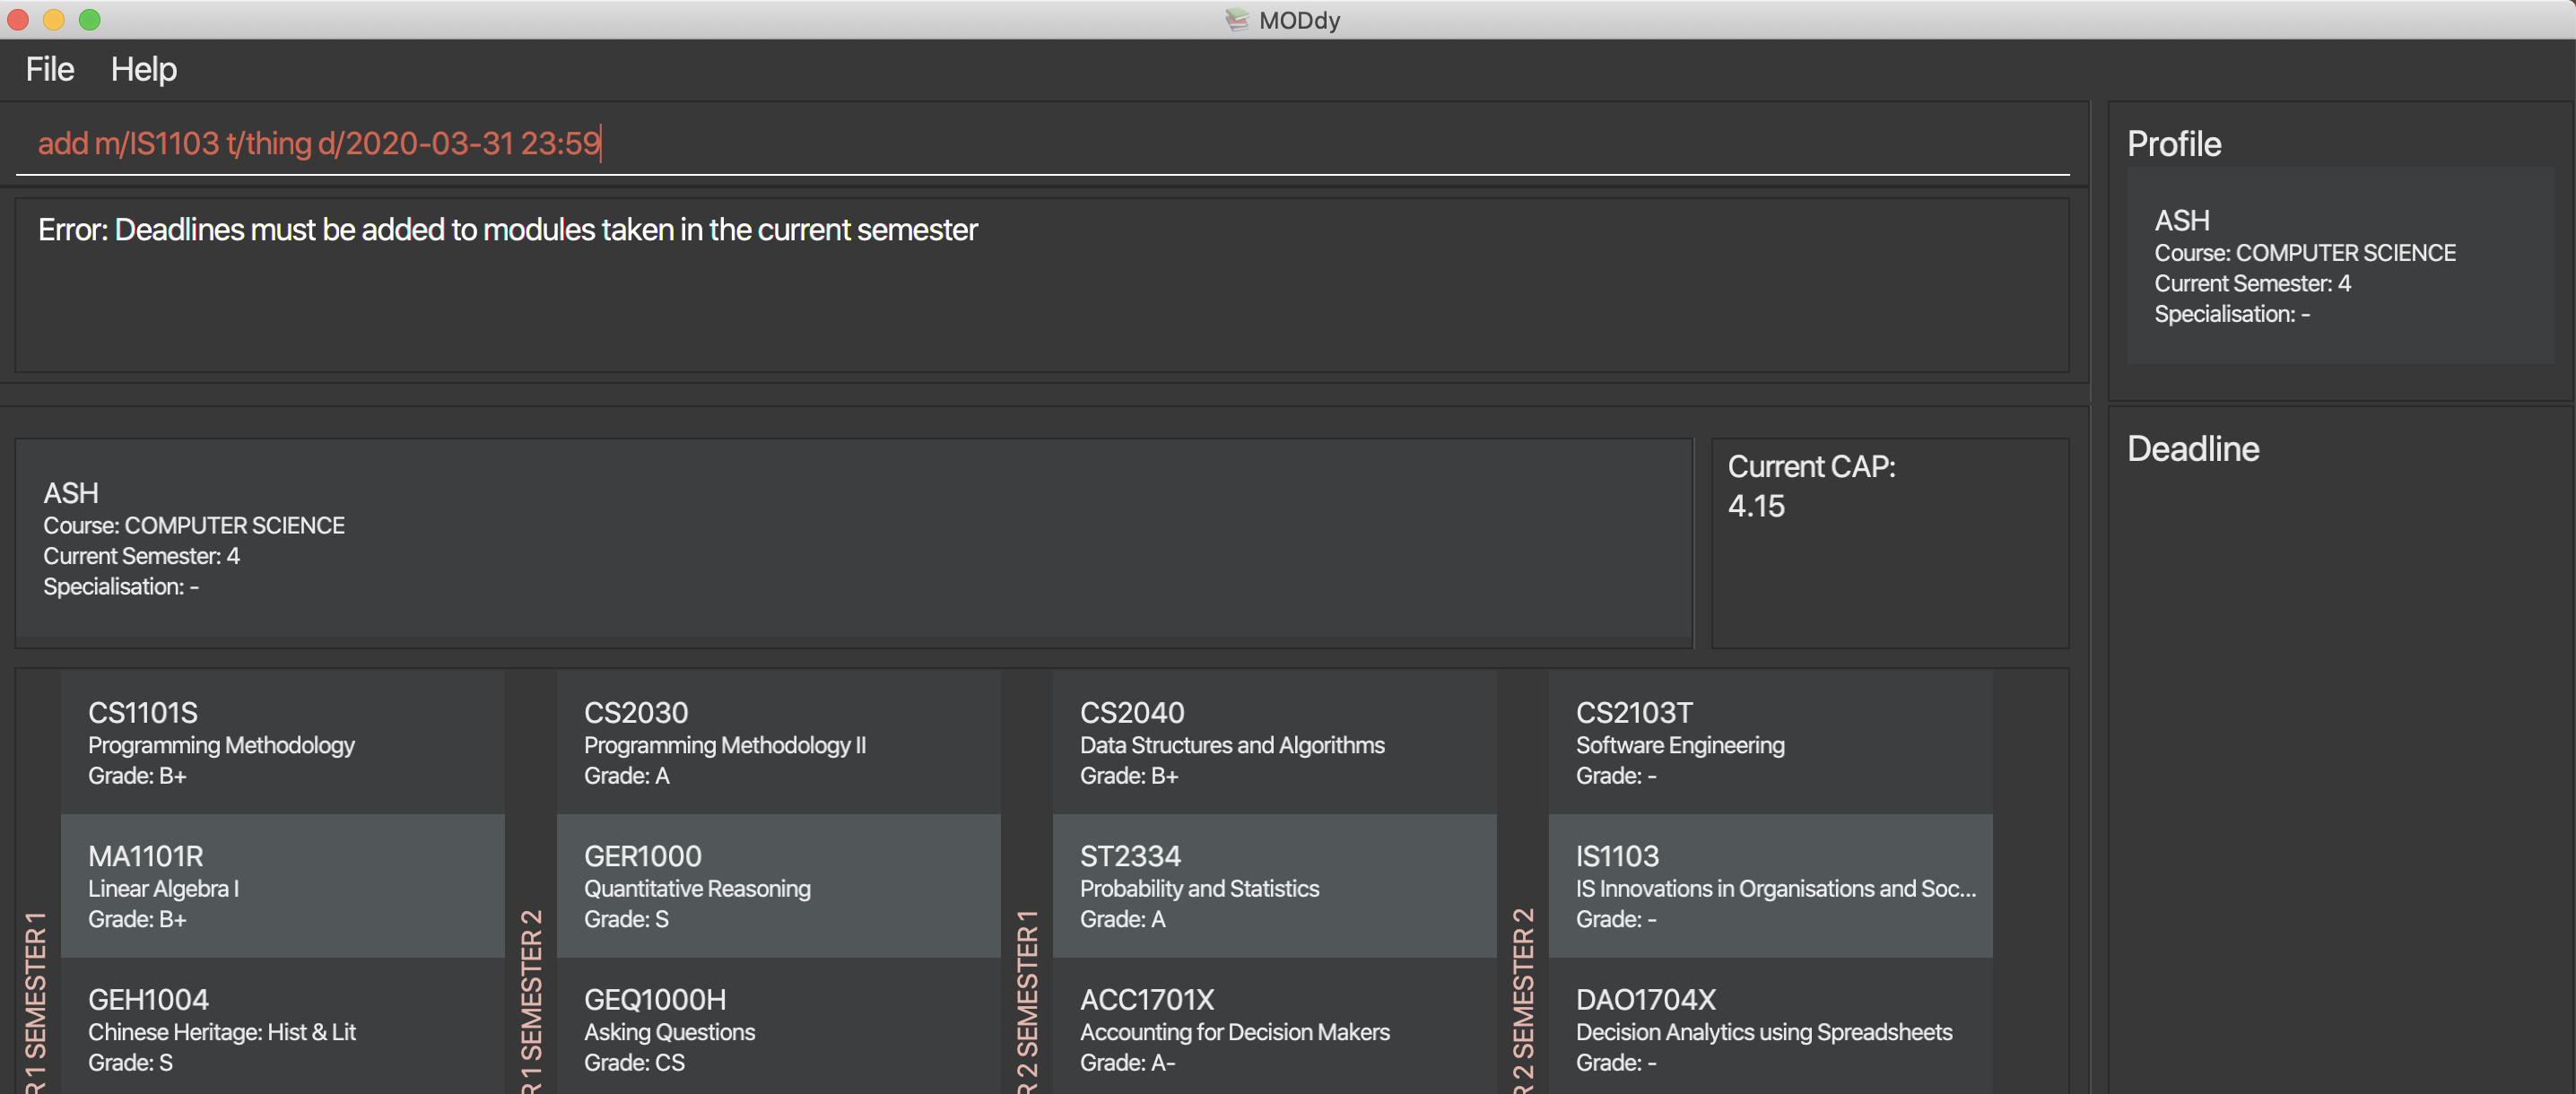 MODdy
File Help
add m/IS1103 t/thing d/2020-03-31 23:59
Error: Deadlines must be added to modules taken in the current semester
Profile
ASH
Course: COMPUTER SCIENCE
Current Semester: 4
Specialisation: -
Deadline
ASH
Course: COMPUTER SCIENCE
Current Semester: 4
Specialisation: -
Current CAP:
4.15
R 1 SEMESTER 1
CS1101S
Programming Methodology
Grade: B+
MA1101R
Linear Algebra I
Grade: B+
GEH1004
Chinese Heritage: Hist & Lit
Grade: S
R 1 SEMESTER 2
CS2030
Programming Methodology II
Grade: A
GER1000
Quantitative Reasoning
Grade: S
GEQ1000H
Asking Questions
Grade: CS
R 2 SEMESTER 1
CS2040
Data Structures and Algorithms
Grade: B+
ST2334
Probability and Statistics
Grade: A
ACC1701X
Accounting for Decision Makers
Grade: A-
R 2 SEMESTER 2
CS2103T
Software Engineering
Grade: -
IS1103
IS Innovations in Organisations and Soc...
Grade: -
DAO1704X
Decision Analytics using Spreadsheets
Grade: -